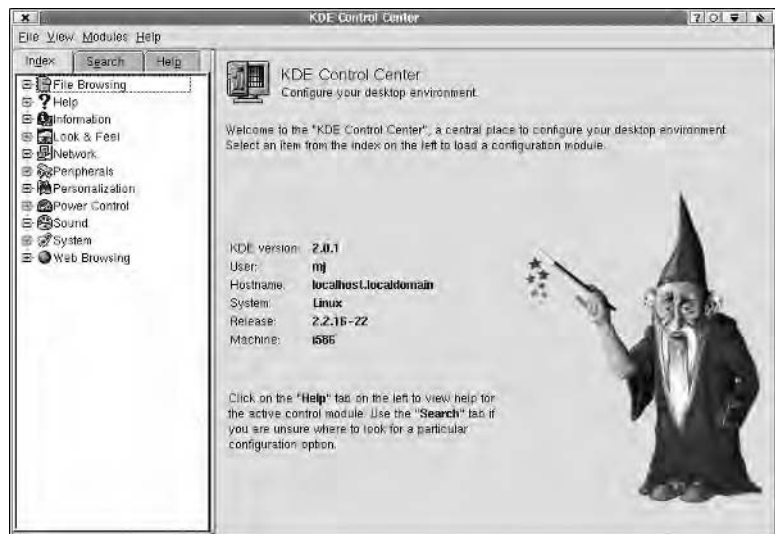 KDE Control Center
File View Modules Help
Index Search Help
File Browsing
Help
Information
Look & Feel
Network
Peripherals
Personalization
Power Control
Sound
System
Web Browsing
KDE Control Center
Configure your desktop environment.
Welcome to the "KDE Control Center", a central place to configure your desktop environment.
Select an item from the index on the left to load a configuration module.
KDE version: 2.0.1
User: mj
Hostname: localhost.localdomain
System: Linux
Release: 2.2.16-22
Machine: i586
Click on the "Help" tab on the left to view help for
the active control module. Use the "Search" tab if
you are unsure where to look for a particular
configuration option.